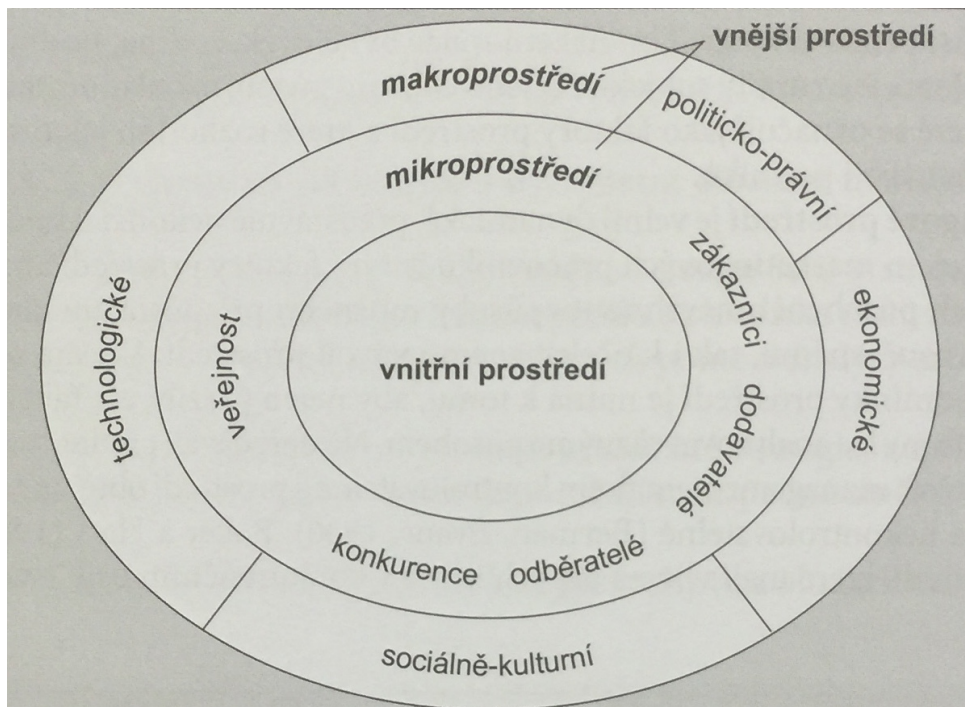 vnější prostředí
makroprostředí
politicko-právní
mikroprostředí
zákazníci
technologické
veřejnost
vnitřní prostředí
ekonomické
dodavatelé
konkurence
odběratelé
sociálně-kulturní